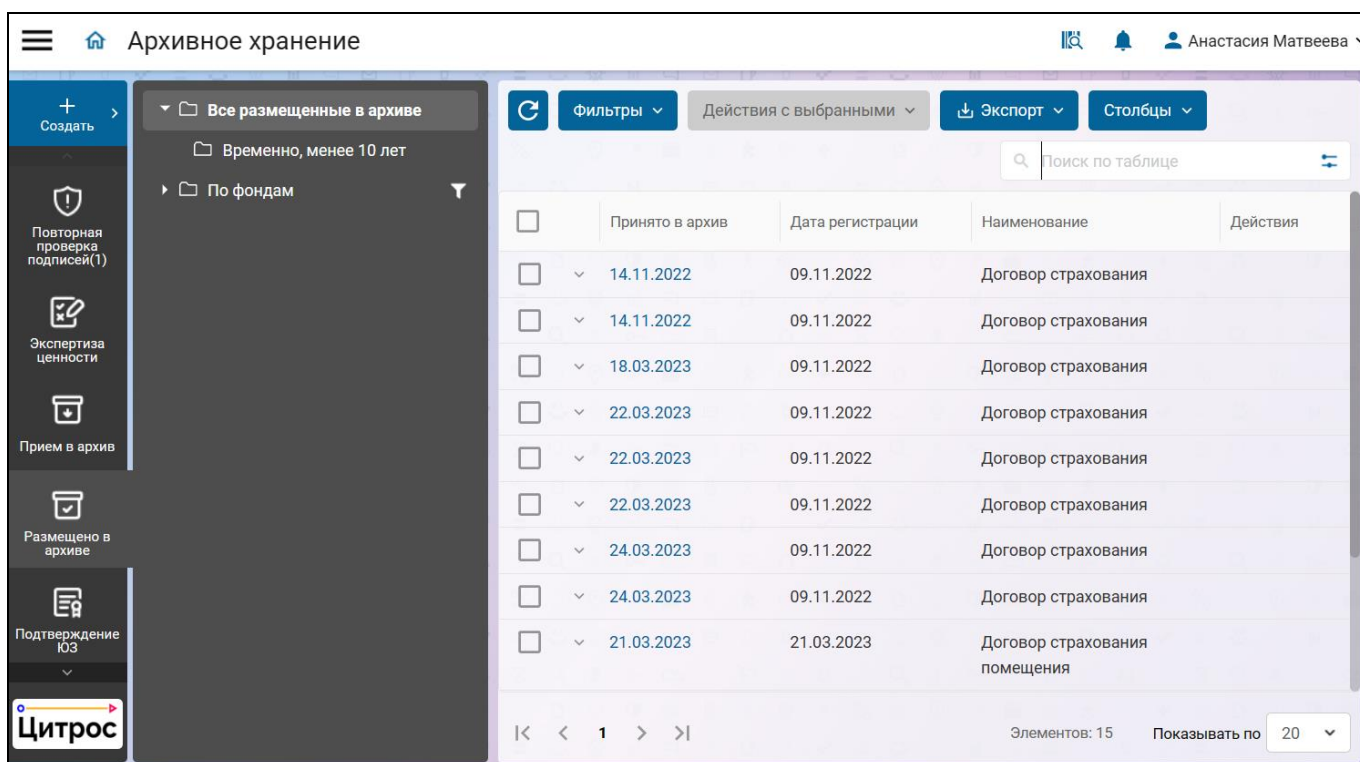 Архивное хранение
Анастасия Матвеева
+ Создать
Повторная
проверка
подписей(1)
Экспертиза
ценности
Прием в архив
Размещено в
архиве
Подтверждение
ЮЗ
Цитрос
Все размещенные в архиве
Временно, менее 10 лет
По фондам
Фильтры
Действия с выбранными
Экспорт
Столбцы
Поиск по таблице
Принято в архив Дата регистрации Наименование Действия
14.11.2022 09.11.2022 Договор страхования
14.11.2022 09.11.2022 Договор страхования
18.03.2023 09.11.2022 Договор страхования
22.03.2023 09.11.2022 Договор страхования
22.03.2023 09.11.2022 Договор страхования
22.03.2023 09.11.2022 Договор страхования
24.03.2023 09.11.2022 Договор страхования
24.03.2023 09.11.2022 Договор страхования
21.03.2023 21.03.2023 Договор страхования
помещения
1
Элементов: 15 Показывать по 20